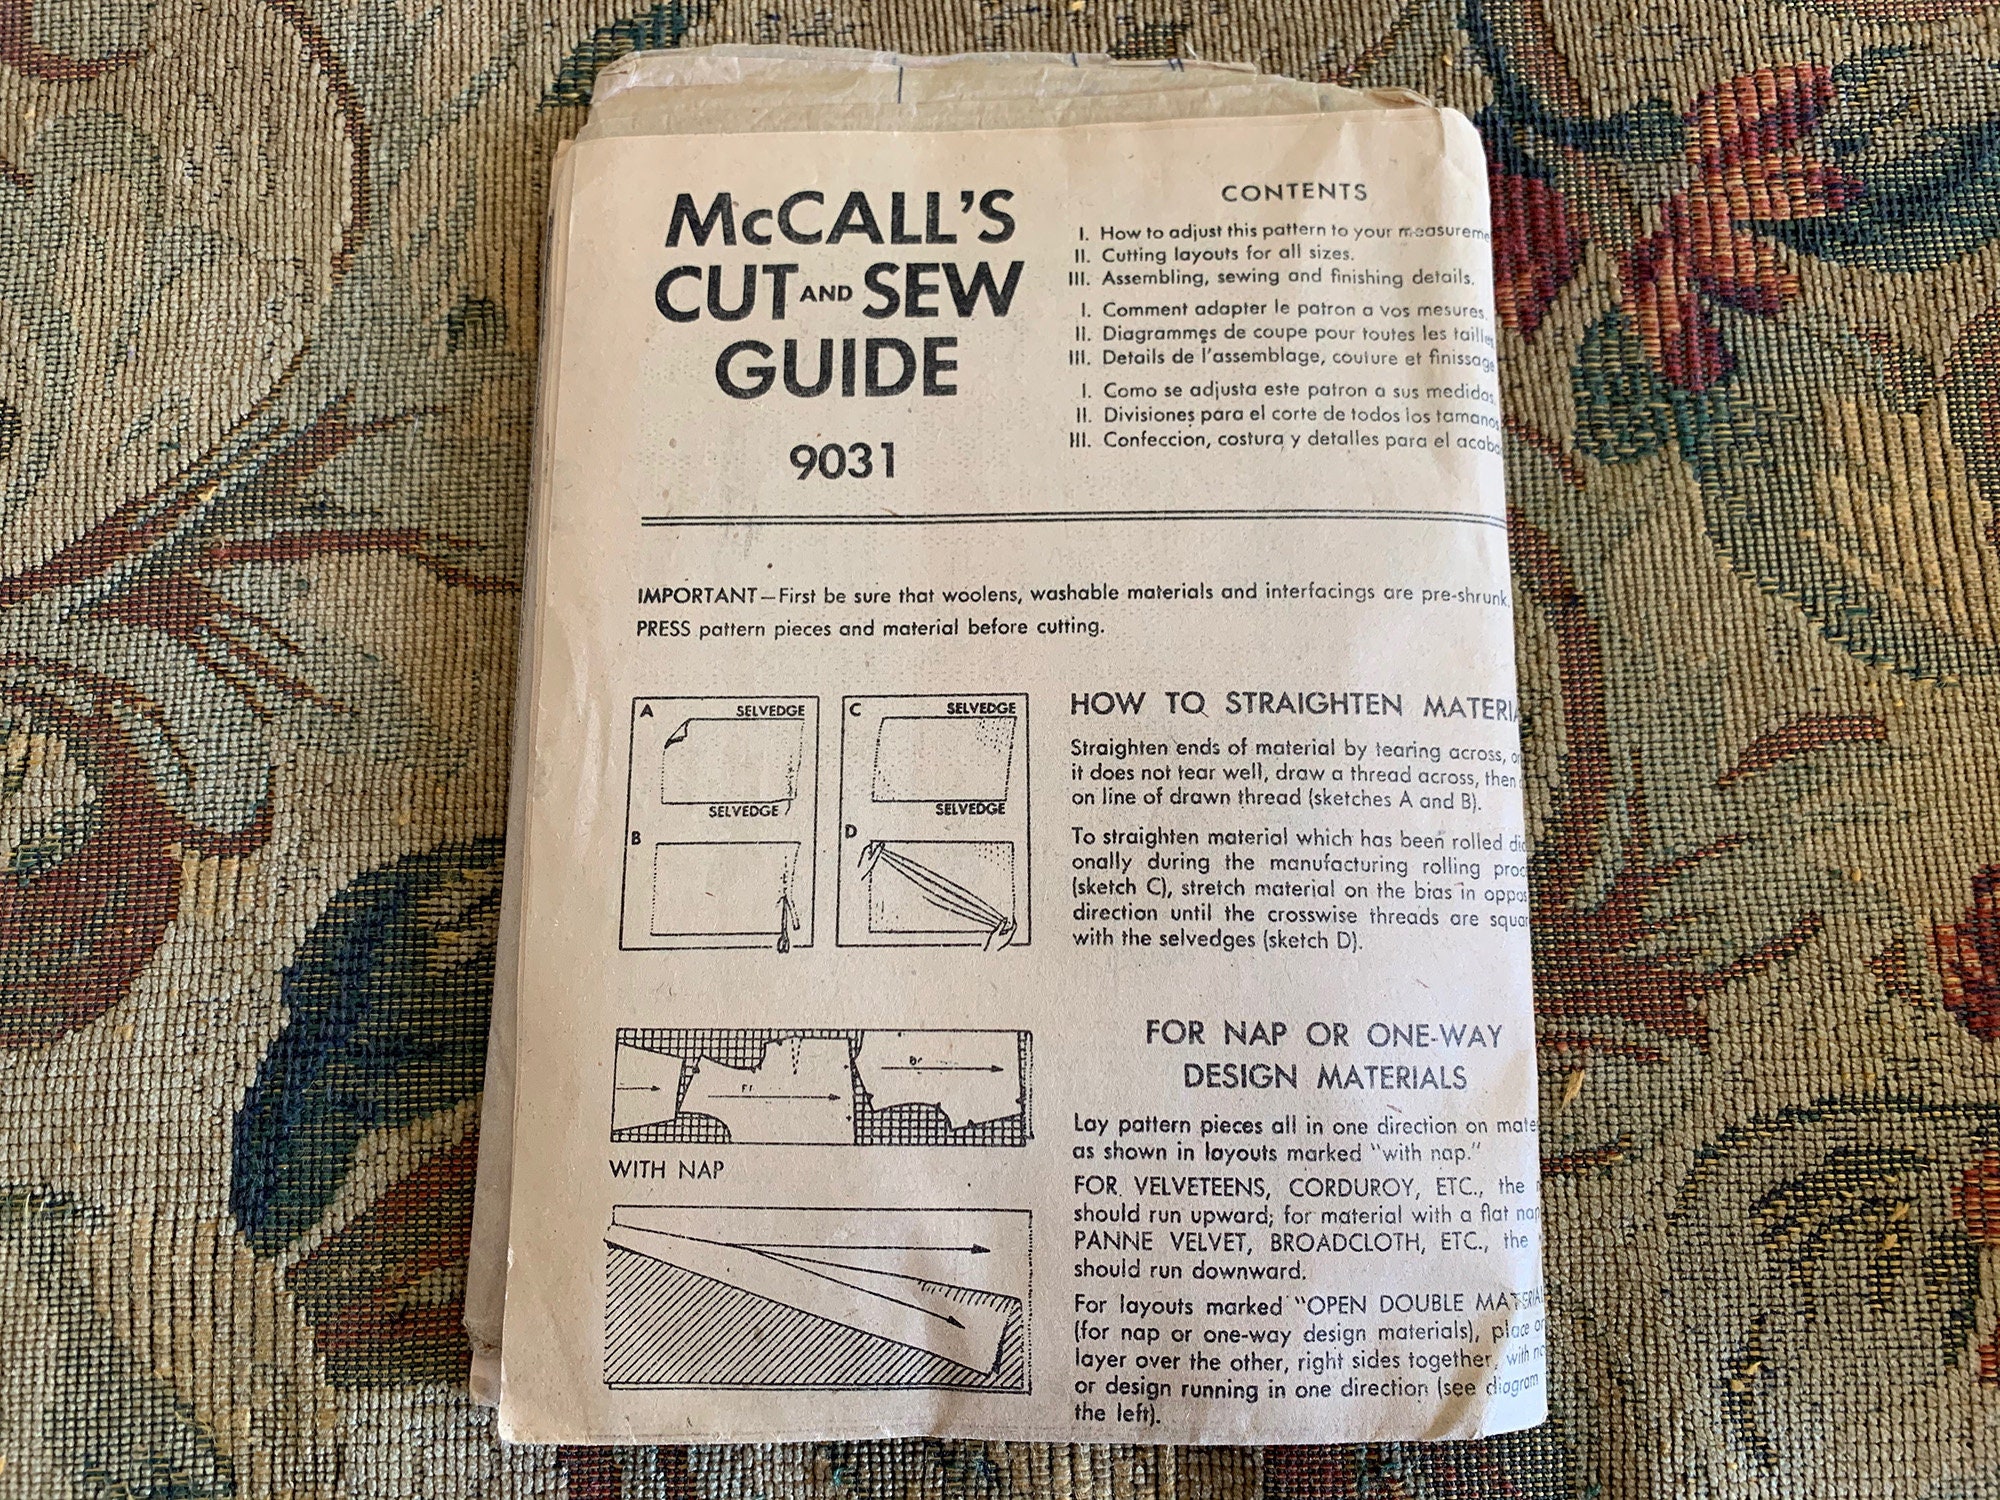 McCALL'S
CUT AND SEW
GUIDE
9031
CONTENTS
I. How to adjust this pattern to your
II. Cutting layouts for all sizes.
III. Assembling, sewing and finishing details.
I. Comment adapter le patron a vos mesures.
II. Diagrammes de coupe pour toutes les
III. Details de l'assemblage, couture et
I. Como se adjusta este patron a sus medidas.
II. Divisiones para el corte de todos los
III. Confeccion, costura y detalles para el
IMPORTANT—First be sure that woolens, washable materials and interfacings are pre-shrunk.
PRESS pattern pieces and material before cutting.
A SELVEDGE
SELVEDGE
B
C SELVEDGE
SELVEDGE
D
HOW TO STRAIGHTEN
Straighten ends of material by tearing across,
it does not tear well, draw a thread across, then
on line of drawn thread (sketches A and B).
To straighten material which has been rolled
onally during the manufacturing rolling
(sketch C), stretch material on the bias in
direction until the crosswise threads are
with the selvedges (sketch D).
WITH NAP
FOR NAP OR ONE-WAY
DESIGN MATERIALS
Lay pattern pieces all in one direction on
as shown in layouts marked "with nap."
FOR VELVETEENS, CORDUROY, ETC., the
should run upward; for material with a flat
PANNE VELVET, BROADCLOTH, ETC., the
should run downward.
For layouts marked "OPEN DOUBLE
(for nap or one-way design materials), place
layer over the other, right sides together, with
or design running in one direction (see diagram
the left).